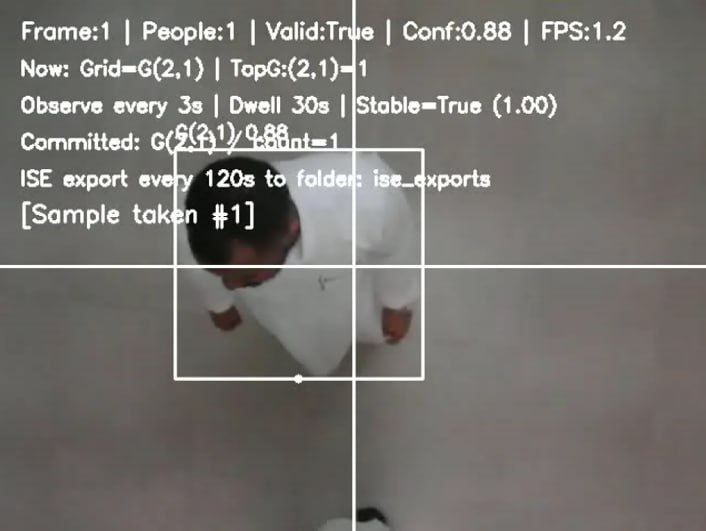 Frame:1 | People:1 | Valid:True | Conf:0.88 | FPS:1.2
Now: Grid=G(2,1) | TopG:(2,1)=1
Observe every 3s | Dwell 30s | Stable=True (1.00)
G(2,1) 0.88
Committed: G(2,1) / count=1
ISE export every 120s to folder: ise_exports
[Sample taken #1]